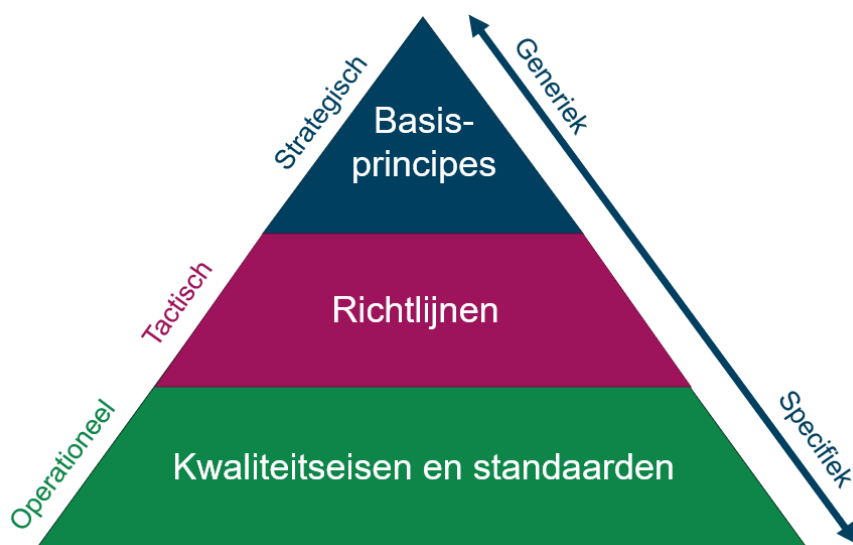 Strategisch
Generiek
Basis-
principes
Tactisch
Richtlijnen
Operationeel
Specifiek
Kwaliteitseisen en standaarden